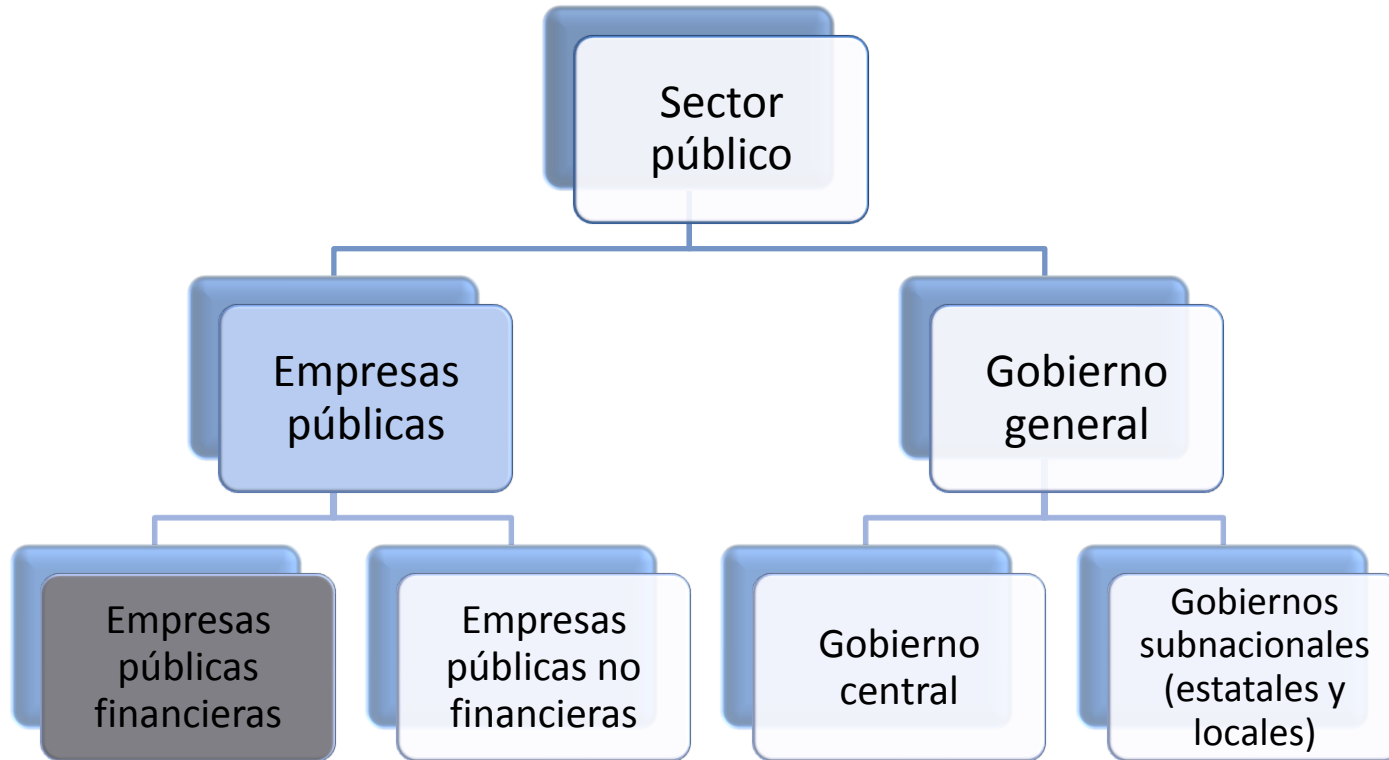 Sector
público
Empresas
públicas
Gobierno
general
Empresas
públicas
financieras
Empresas
públicas no
financieras
Gobierno
central
Gobiernos
subnacionales
(estatales y
locales)